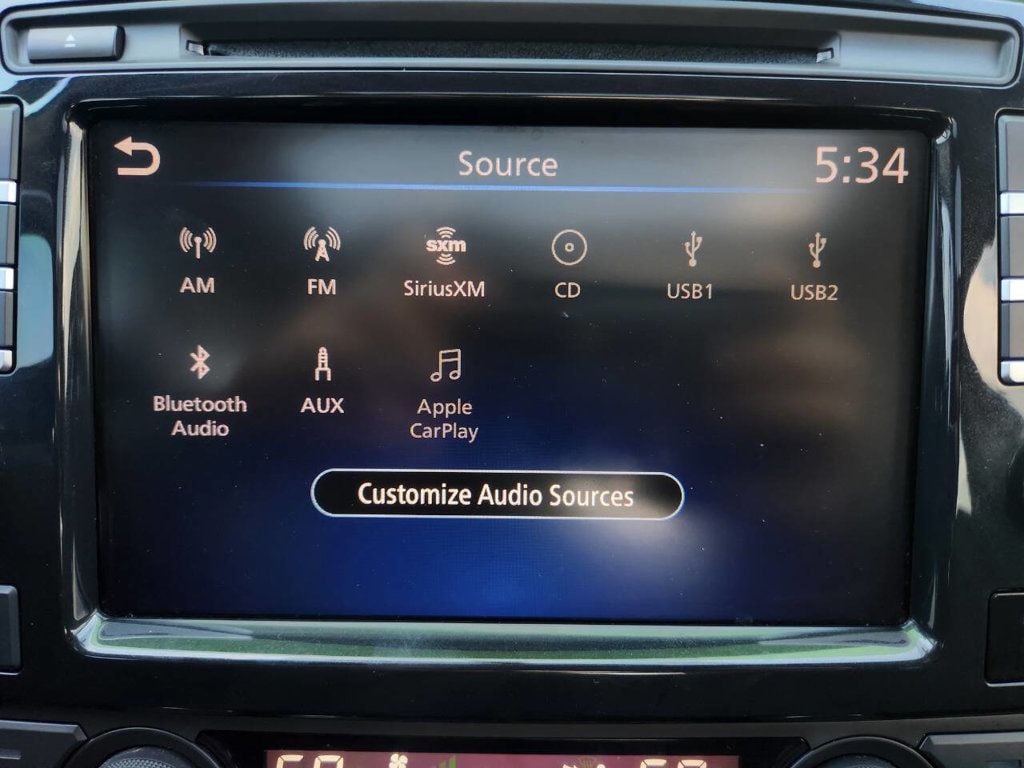 Source
5:34
sxm
AM
FM
SiriusXM
CD
USB1
USB2
Bluetooth
Audio
AUX
Apple
CarPlay
Customize Audio Sources